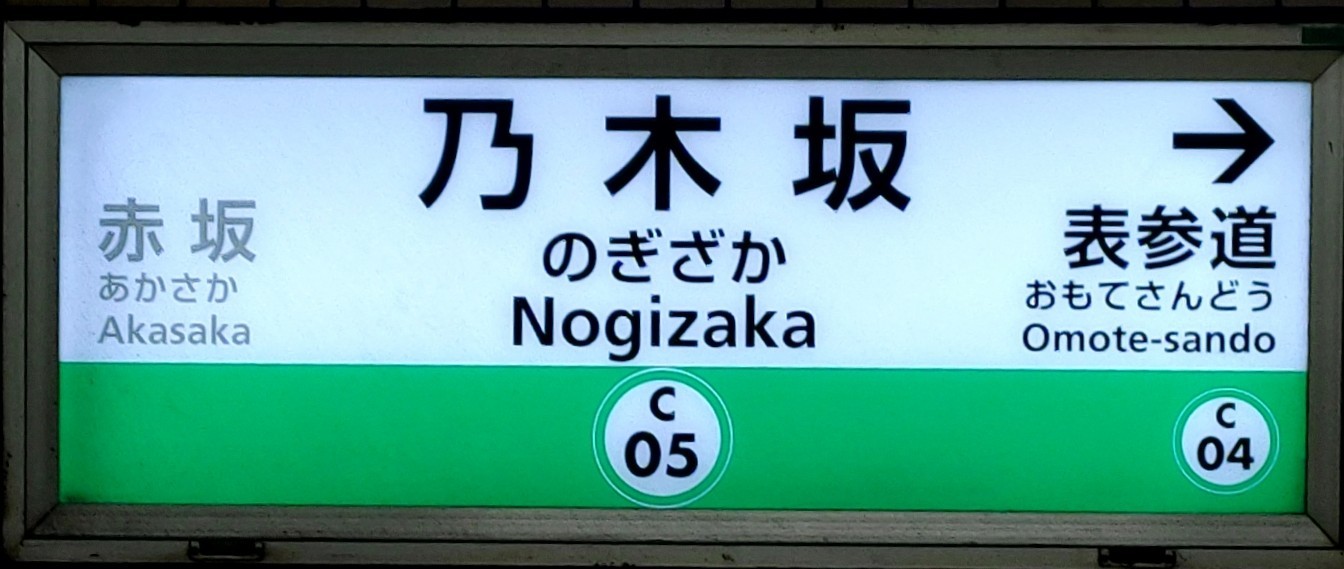 乃木坂
のぎざか
Nogizaka
赤坂
あかさか
Akasaka
→
表参道
おもてさんどう
Omote-sando
C
05
C
04